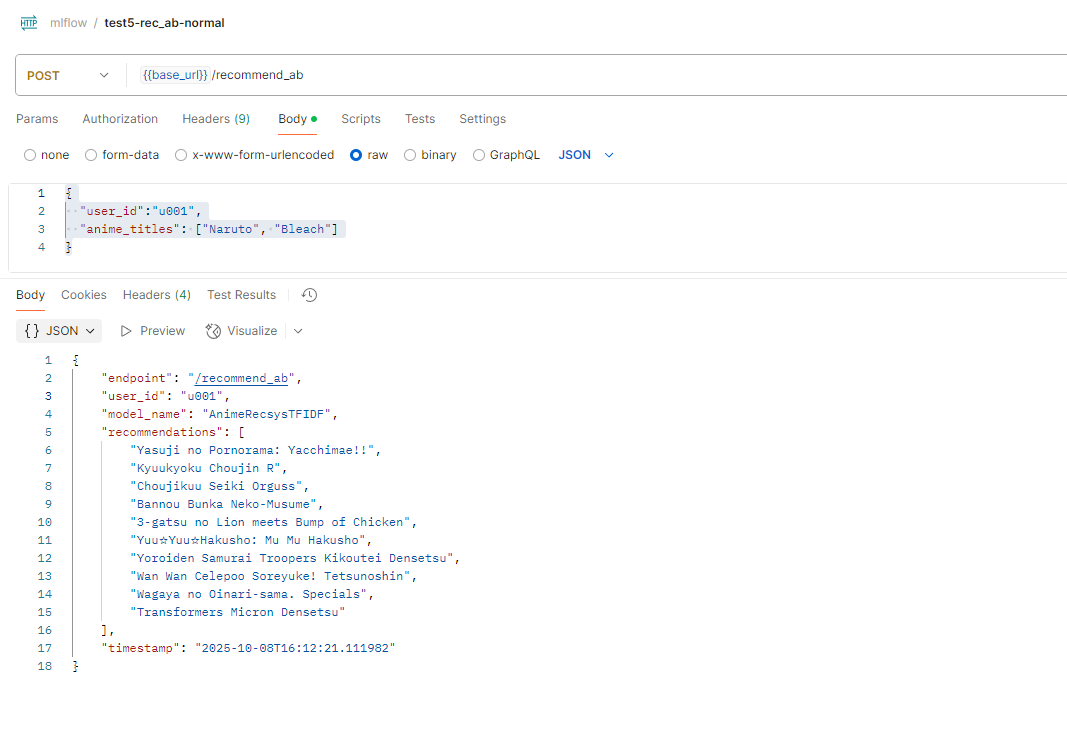 HTTP mlflow / test5-rec_ab-normal
POST {{base_url}} /recommend_ab
Params Authorization Headers (9) Body Scripts Tests Settings
none form-data x-www-form-urlencoded raw binary GraphQL JSON
1 {
2 "user_id":"u001",
3 "anime_titles": ["Naruto", "Bleach"]
4 }
Body Cookies Headers (4) Test Results
{} JSON Preview Visualize
1 {
2 "endpoint": "/recommend_ab",
3 "user_id": "u001",
4 "model_name": "AnimeRecsysTFIDF",
5 "recommendations": [
6 "Yasuji no Pornorama: Yacchimae!!",
7 "Kyuukyoku Choujin R",
8 "Choujikuu Seiki Orguss",
9 "Bannou Bunka Neko-Musume",
10 "3-gatsu no Lion meets Bump of Chicken",
11 "Yuu☆Yuu☆Hakusho: Mu Mu Hakusho",
12 "Yoroiden Samurai Troopers Kikoutei Densetsu",
13 "Wan Wan Celepoo Soreyuke! Tetsunoshin",
14 "Wagaya no Oinari-sama. Specials",
15 "Transformers Micron Densetsu"
16 ],
17 "timestamp": "2025-10-08T16:12:21.111982"
18 }